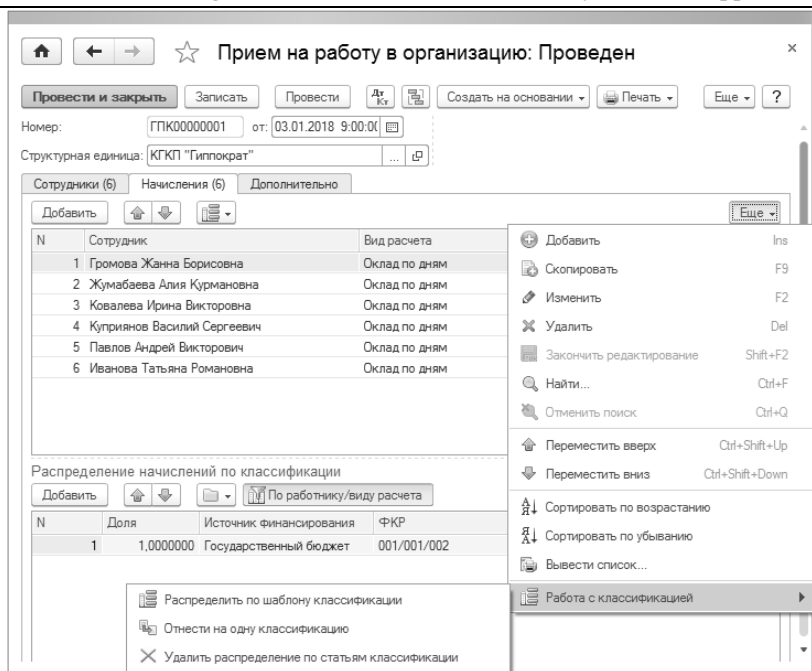 Прием на работу в организацию: Проведен
Провести и закрыть Записать Провести Создать на основании Печать Еще ?
Номер: ГПК00000001 от: 03.01.2018 9:00:0
Структурная единица: КГКП "Гиппократ" ...
Сотрудники (6) Начисления (6) Дополнительно
Добавить Еще
N Сотрудник Вид расчета
1 Громова Жанна Борисовна Оклад по дням
2 Жумабаева Алия Курмановна Оклад по дням
3 Ковалева Ирина Викторовна Оклад по дням
4 Куприянов Василий Сергеевич Оклад по дням
5 Павлов Андрей Викторович Оклад по дням
6 Иванова Татьяна Романовна Оклад по дням
Добавить Ins
Скопировать F9
Изменить F2
Удалить Del
Закончить редактирование Shift+F2
Найти... Ctrl+F
Отменить поиск Ctrl+Q
Переместить вверх Ctrl+Shift+Up
Переместить вниз Ctrl+Shift+Down
Сортировать по возрастанию
Сортировать по убыванию
Вывести список...
Работа с классификацией
Распределение начислений по классификации
Добавить По работнику/виду расчета
N Доля Источник финансирования ФКР
1 1,0000000 Государственный бюджет 001/001/002
Распределить по шаблону классификации
Отнести на одну классификацию
Удалить распределение по статьям классификации